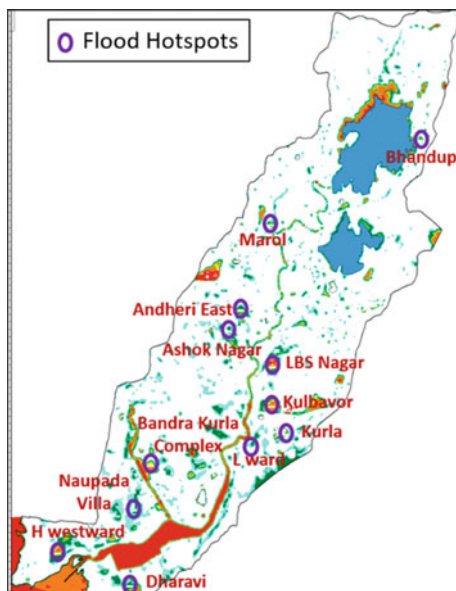 Flood Hotspots
Bhandup
Marol
Andheri East
Ashok Nagar
LBS Nagar
Kulbavor
Bandra Kurla
Complex
Kurla
L ward
Naupada
Villa
H westward
Dharavi